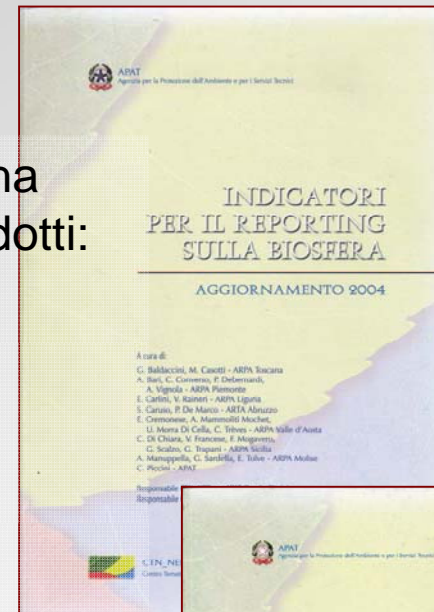 na
dotti:
APAT
Agenzia per la Protezione dell'Ambiente e per i Servizi Tecnici
INDICATORI
PER IL REPORTING
SULLA BIOSFERA
AGGIORNAMENTO 2004
A cura di:
G. Baldaccini, M. Casotti - ARPA Toscana
A. Bari, C. Converso, P. Debernardi,
A. Vignola - ARPA Piemonte
E. Carlini, V. Raineri - ARPA Liguria
S. Caruso, P. De Marco - ARTA Abruzzo
E. Cremonese, A. Mammoliti Mochet,
U. Morra Di Cella, C. Trèves - ARPA Valle d'Aosta
C. Di Chiara, V. Francese, F. Mogavero,
G. Scalzo, G. Trapani - ARPA Sicilia
A. Manuppella, G. Sardella, E. Tolve - ARPA Molise
C. Piccini - APAT
Responsabile
Responsabile
CTN_NE
Centro
APAT
Agenzia per la Protezione dell'Ambiente e per i Servizi Tecnici